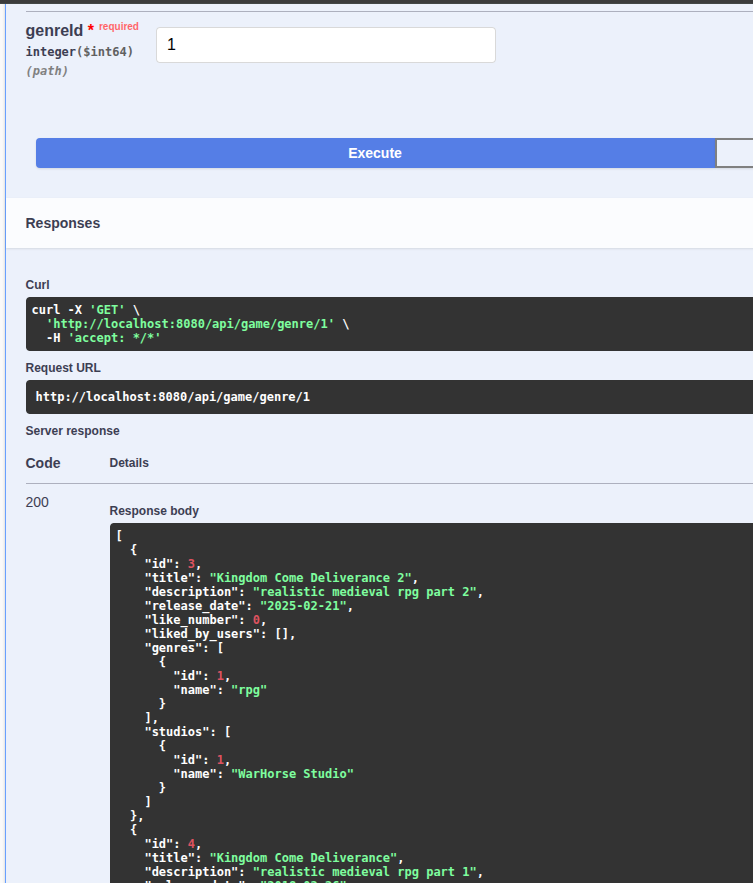 genreId * required
integer($int64)
(path)
1
Execute
Responses
Curl
curl -X 'GET' \
  'http://localhost:8080/api/game/genre/1' \
  -H 'accept: */*'
Request URL
http://localhost:8080/api/game/genre/1
Server response
Code Details
200
Response body
[
  {
    "id": 3,
    "title": "Kingdom Come Deliverance 2",
    "description": "realistic medieval rpg part 2",
    "release_date": "2025-02-21",
    "like_number": 0,
    "liked_by_users": [],
    "genres": [
      {
        "id": 1,
        "name": "rpg"
      }
    ],
    "studios": [
      {
        "id": 1,
        "name": "WarHorse Studio"
      }
    ]
  },
  {
    "id": 4,
    "title": "Kingdom Come Deliverance",
    "description": "realistic medieval rpg part 1",